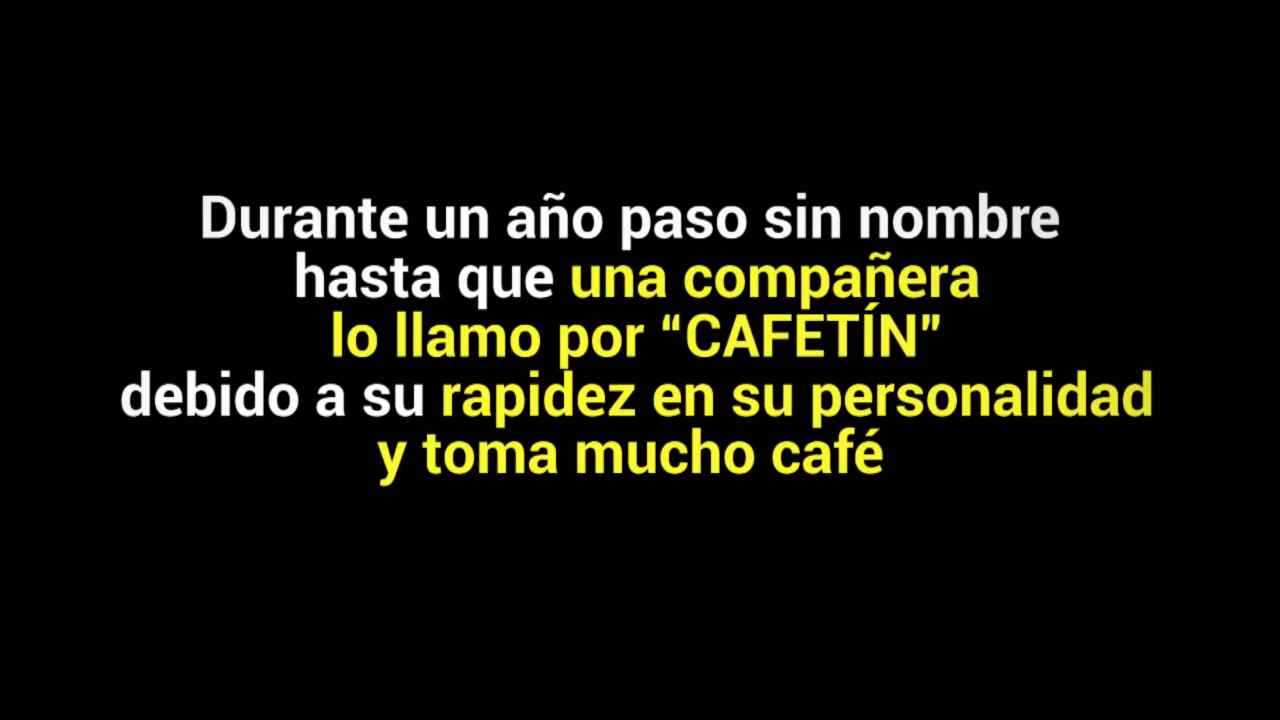 Durante un año paso sin nombre
hasta que una compañera
lo llamo por “CAFETÍN”
debido a su rapidez en su personalidad
y toma mucho café